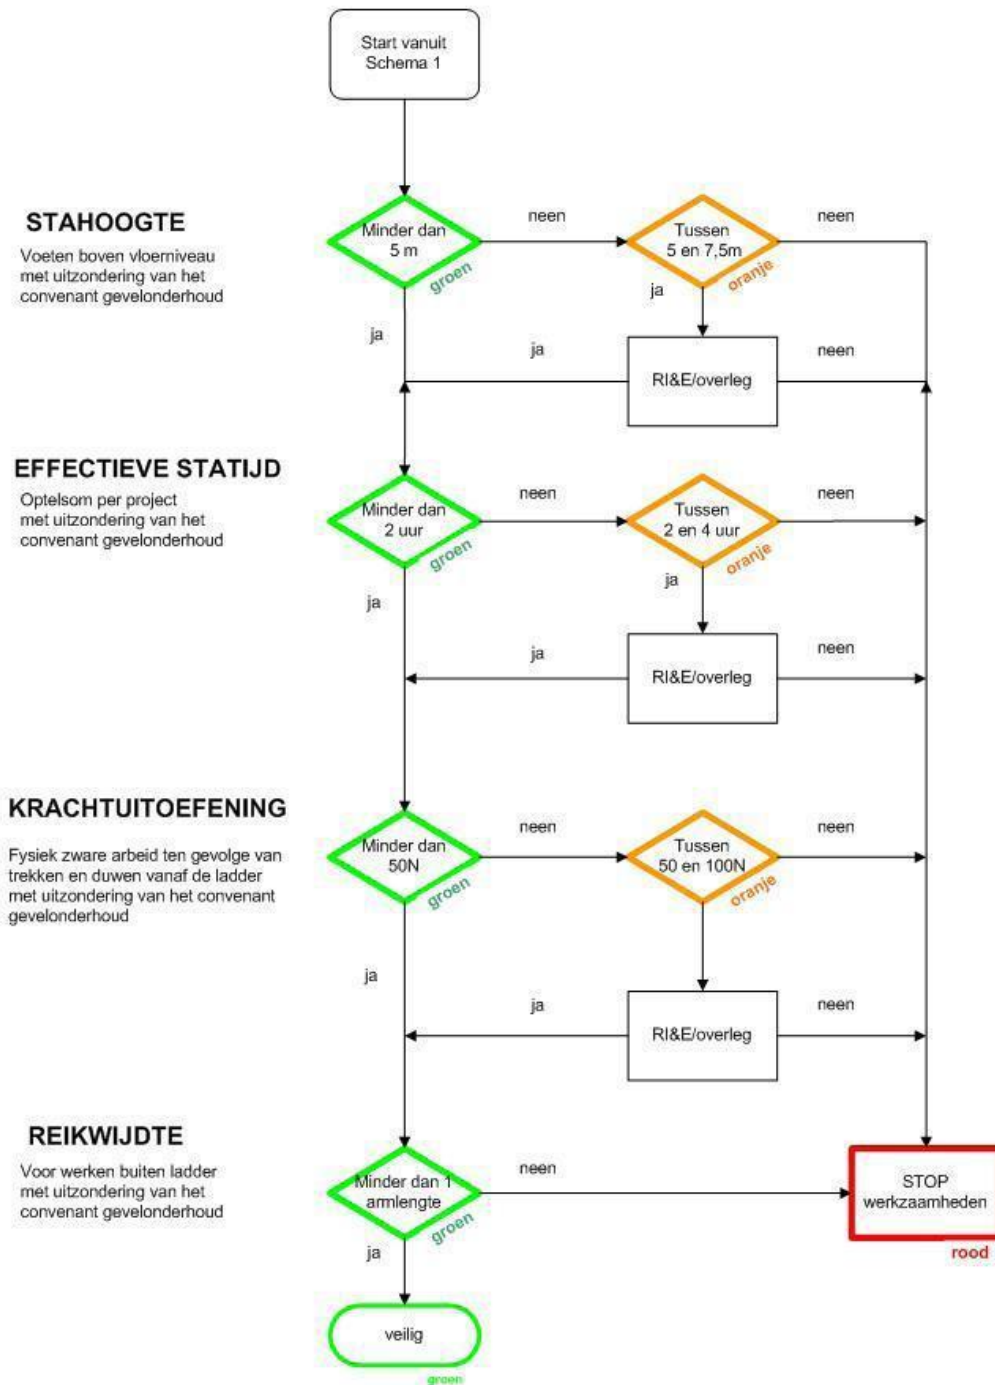 Start vanuit
Schema 1
STAHOOGTE
Voeten boven vloerniveau
met uitzondering van het
convenant gevelonderhoud
Minder dan
5 m
groen
neen
Tussen
5 en 7,5m
oranje
neen
ja
ja
ja
RI&E/overleg
neen
EFFECTIEVE STATIJD
Optelsom per project
met uitzondering van het
convenant gevelonderhoud
Minder dan
2 uur
groen
neen
Tussen
2 en 4 uur
oranje
neen
ja
ja
ja
RI&E/overleg
neen
KRACHTUITOEFENING
Fysiek zware arbeid ten gevolge van
trekken en duwen vanaf de ladder
met uitzondering van het convenant
gevelonderhoud
Minder dan
50N
groen
neen
Tussen
50 en 100N
oranje
neen
ja
ja
RI&E/overleg
neen
REIKWIJDTE
Voor werken buiten ladder
met uitzondering van het
convenant gevelonderhoud
Minder dan 1
armlengte
groen
neen
STOP
werkzaamheden
rood
ja
veilig
groen